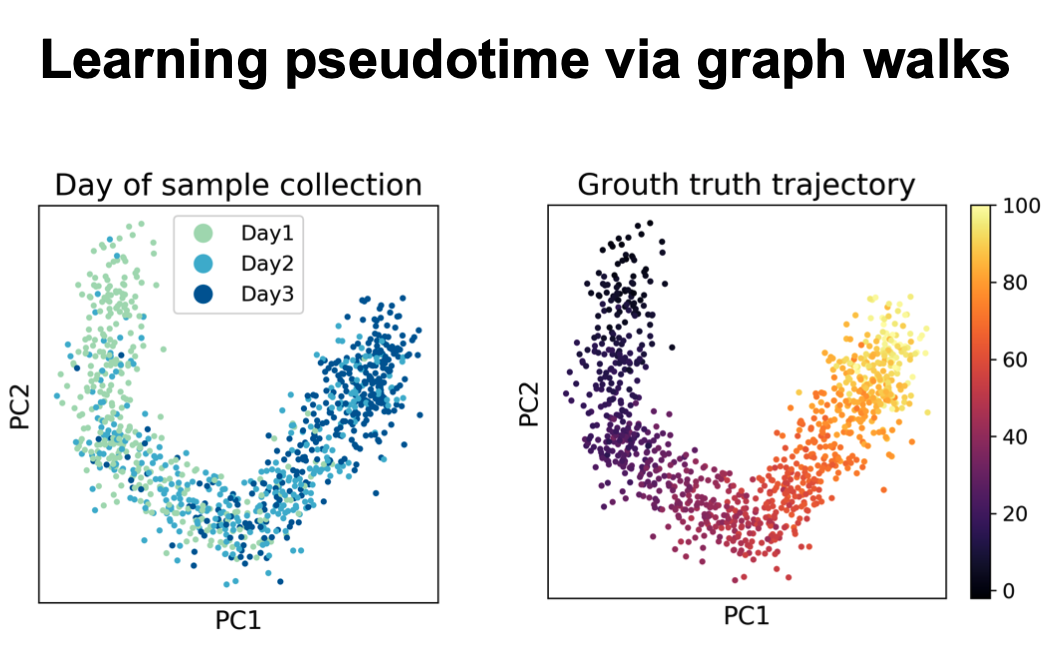 Learning pseudotime via graph walks
Day of sample collection
Day1
Day2
Day3
PC2
PC1
Grouth truth trajectory
PC2
PC1
100
80
60
40
20
0